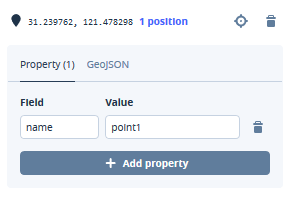 31.239762, 121.478298 1 position
Property (1) GeoJSON
Field Value
name point1
Add property